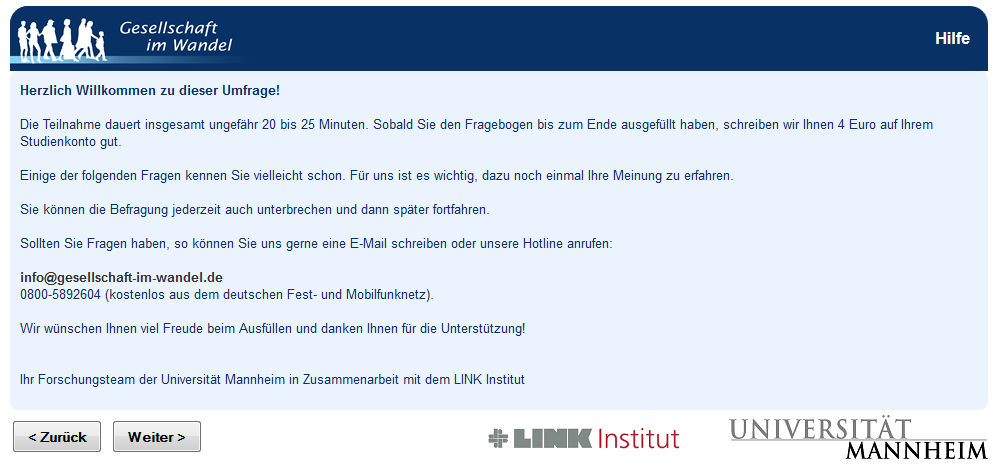 Gesellschaft
im Wandel
Hilfe
Herzlich Willkommen zu dieser Umfrage!
Die Teilnahme dauert insgesamt ungefähr 20 bis 25 Minuten. Sobald Sie den Fragebogen bis zum Ende ausgefüllt haben, schreiben wir Ihnen 4 Euro auf Ihrem
Studienkonto gut.
Einige der folgenden Fragen kennen Sie vielleicht schon. Für uns ist es wichtig, dazu noch einmal Ihre Meinung zu erfahren.
Sie können die Befragung jederzeit auch unterbrechen und dann später fortfahren.
Sollten Sie Fragen haben, so können Sie uns gerne eine E-Mail schreiben oder unsere Hotline anrufen:
info@gesellschaft-im-wandel.de
0800-5892604 (kostenlos aus dem deutschen Fest- und Mobilfunknetz).
Wir wünschen Ihnen viel Freude beim Ausfüllen und danken Ihnen für die Unterstützung!
Ihr Forschungsteam der Universität Mannheim in Zusammenarbeit mit dem LINK Institut
< Zurück
Weiter >
LINK Institut
UNIVERSITÄT
MANNHEIM